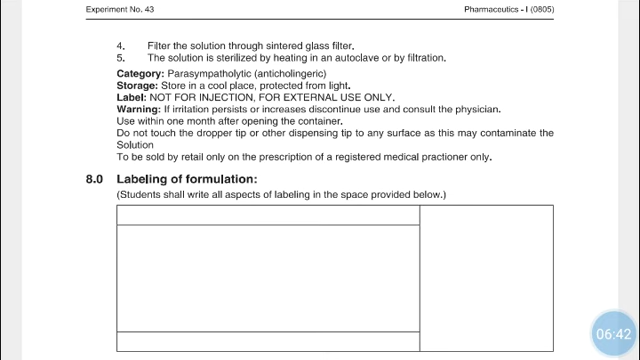 Experiment No. 43 Pharmaceutics - I (0805)
4. Filter the solution through sintered glass filter.
5. The solution is sterilized by heating in an autoclave or by filtration.
Category: Parasympatholytic (anticholingeric)
Storage: Store in a cool place, protected from light.
Label: NOT FOR INJECTION, FOR EXTERNAL USE ONLY.
Warning: If irritation persists or increases discontinue use and consult the physician.
Use within one month after opening the container.
Do not touch the dropper tip or other dispensing tip to any surface as this may contaminate the
Solution
To be sold by retail only on the prescription of a registered medical practioner only.
8.0 Labeling of formulation:
(Students shall write all aspects of labeling in the space provided below.)
06:42